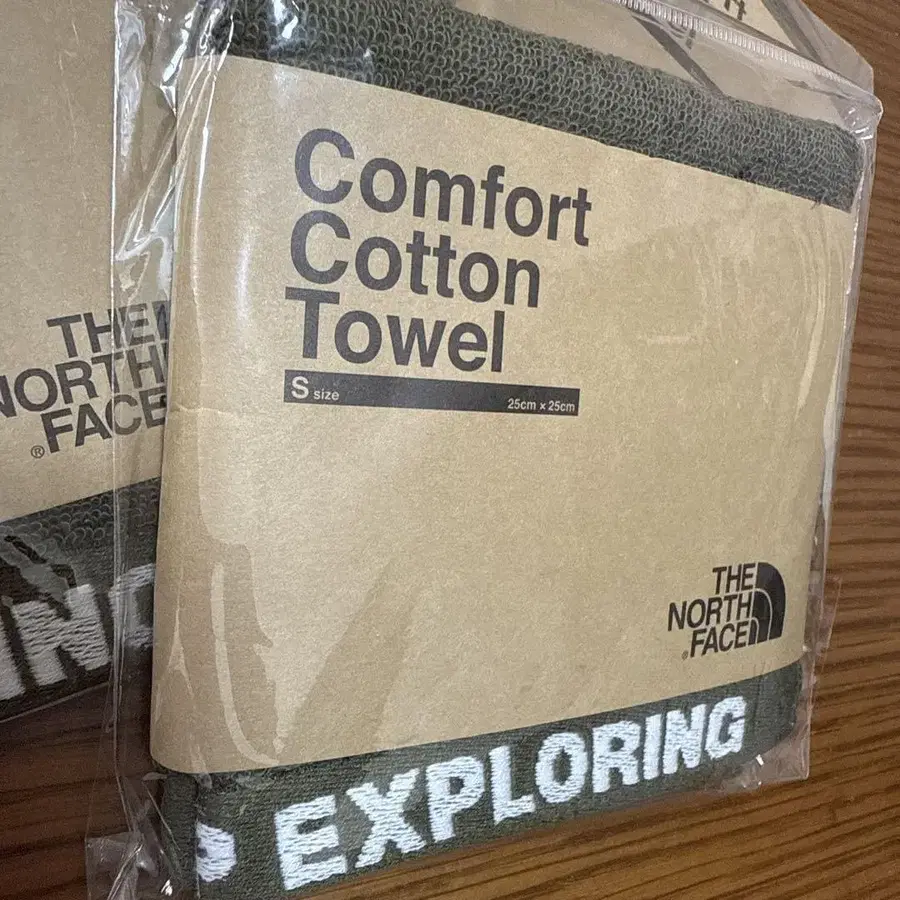 Comfort
Cotton
Towel
S size 25cm x 25cm
THE
NORTH
FACE
®
EXPLORING
THE
NORTH
FACE
®